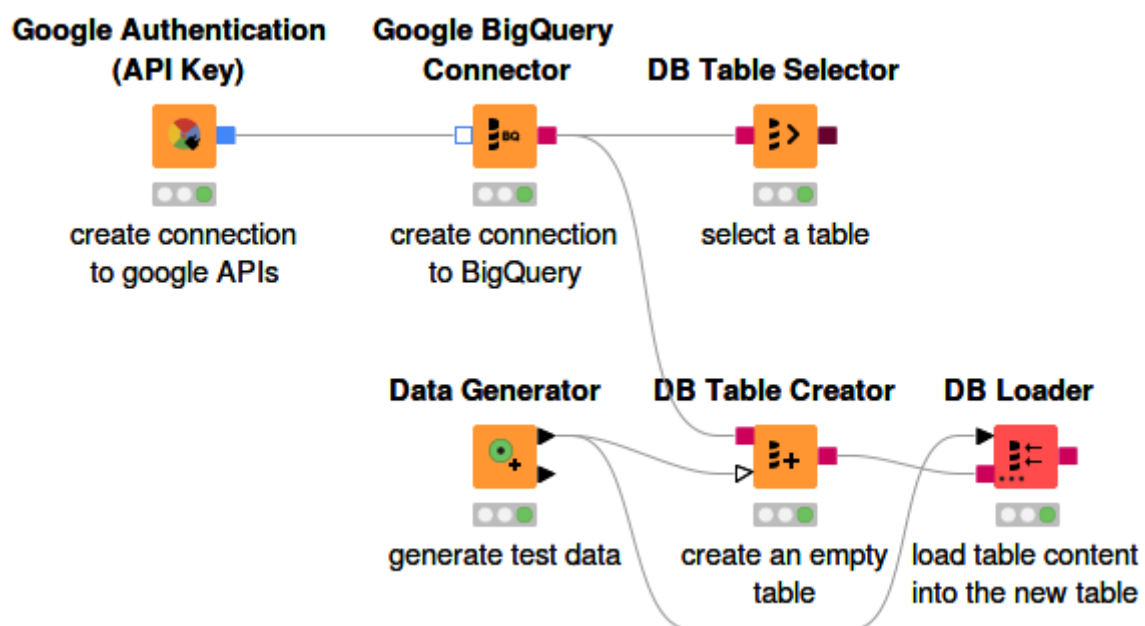 Google Authentication
(API Key)
Google BigQuery
Connector
DB Table Selector
BQ
create connection
to google APIs
create connection
to BigQuery
select a table
Data Generator
DB Table Creator
DB Loader
generate test data
create an empty
table
load table content
into the new table